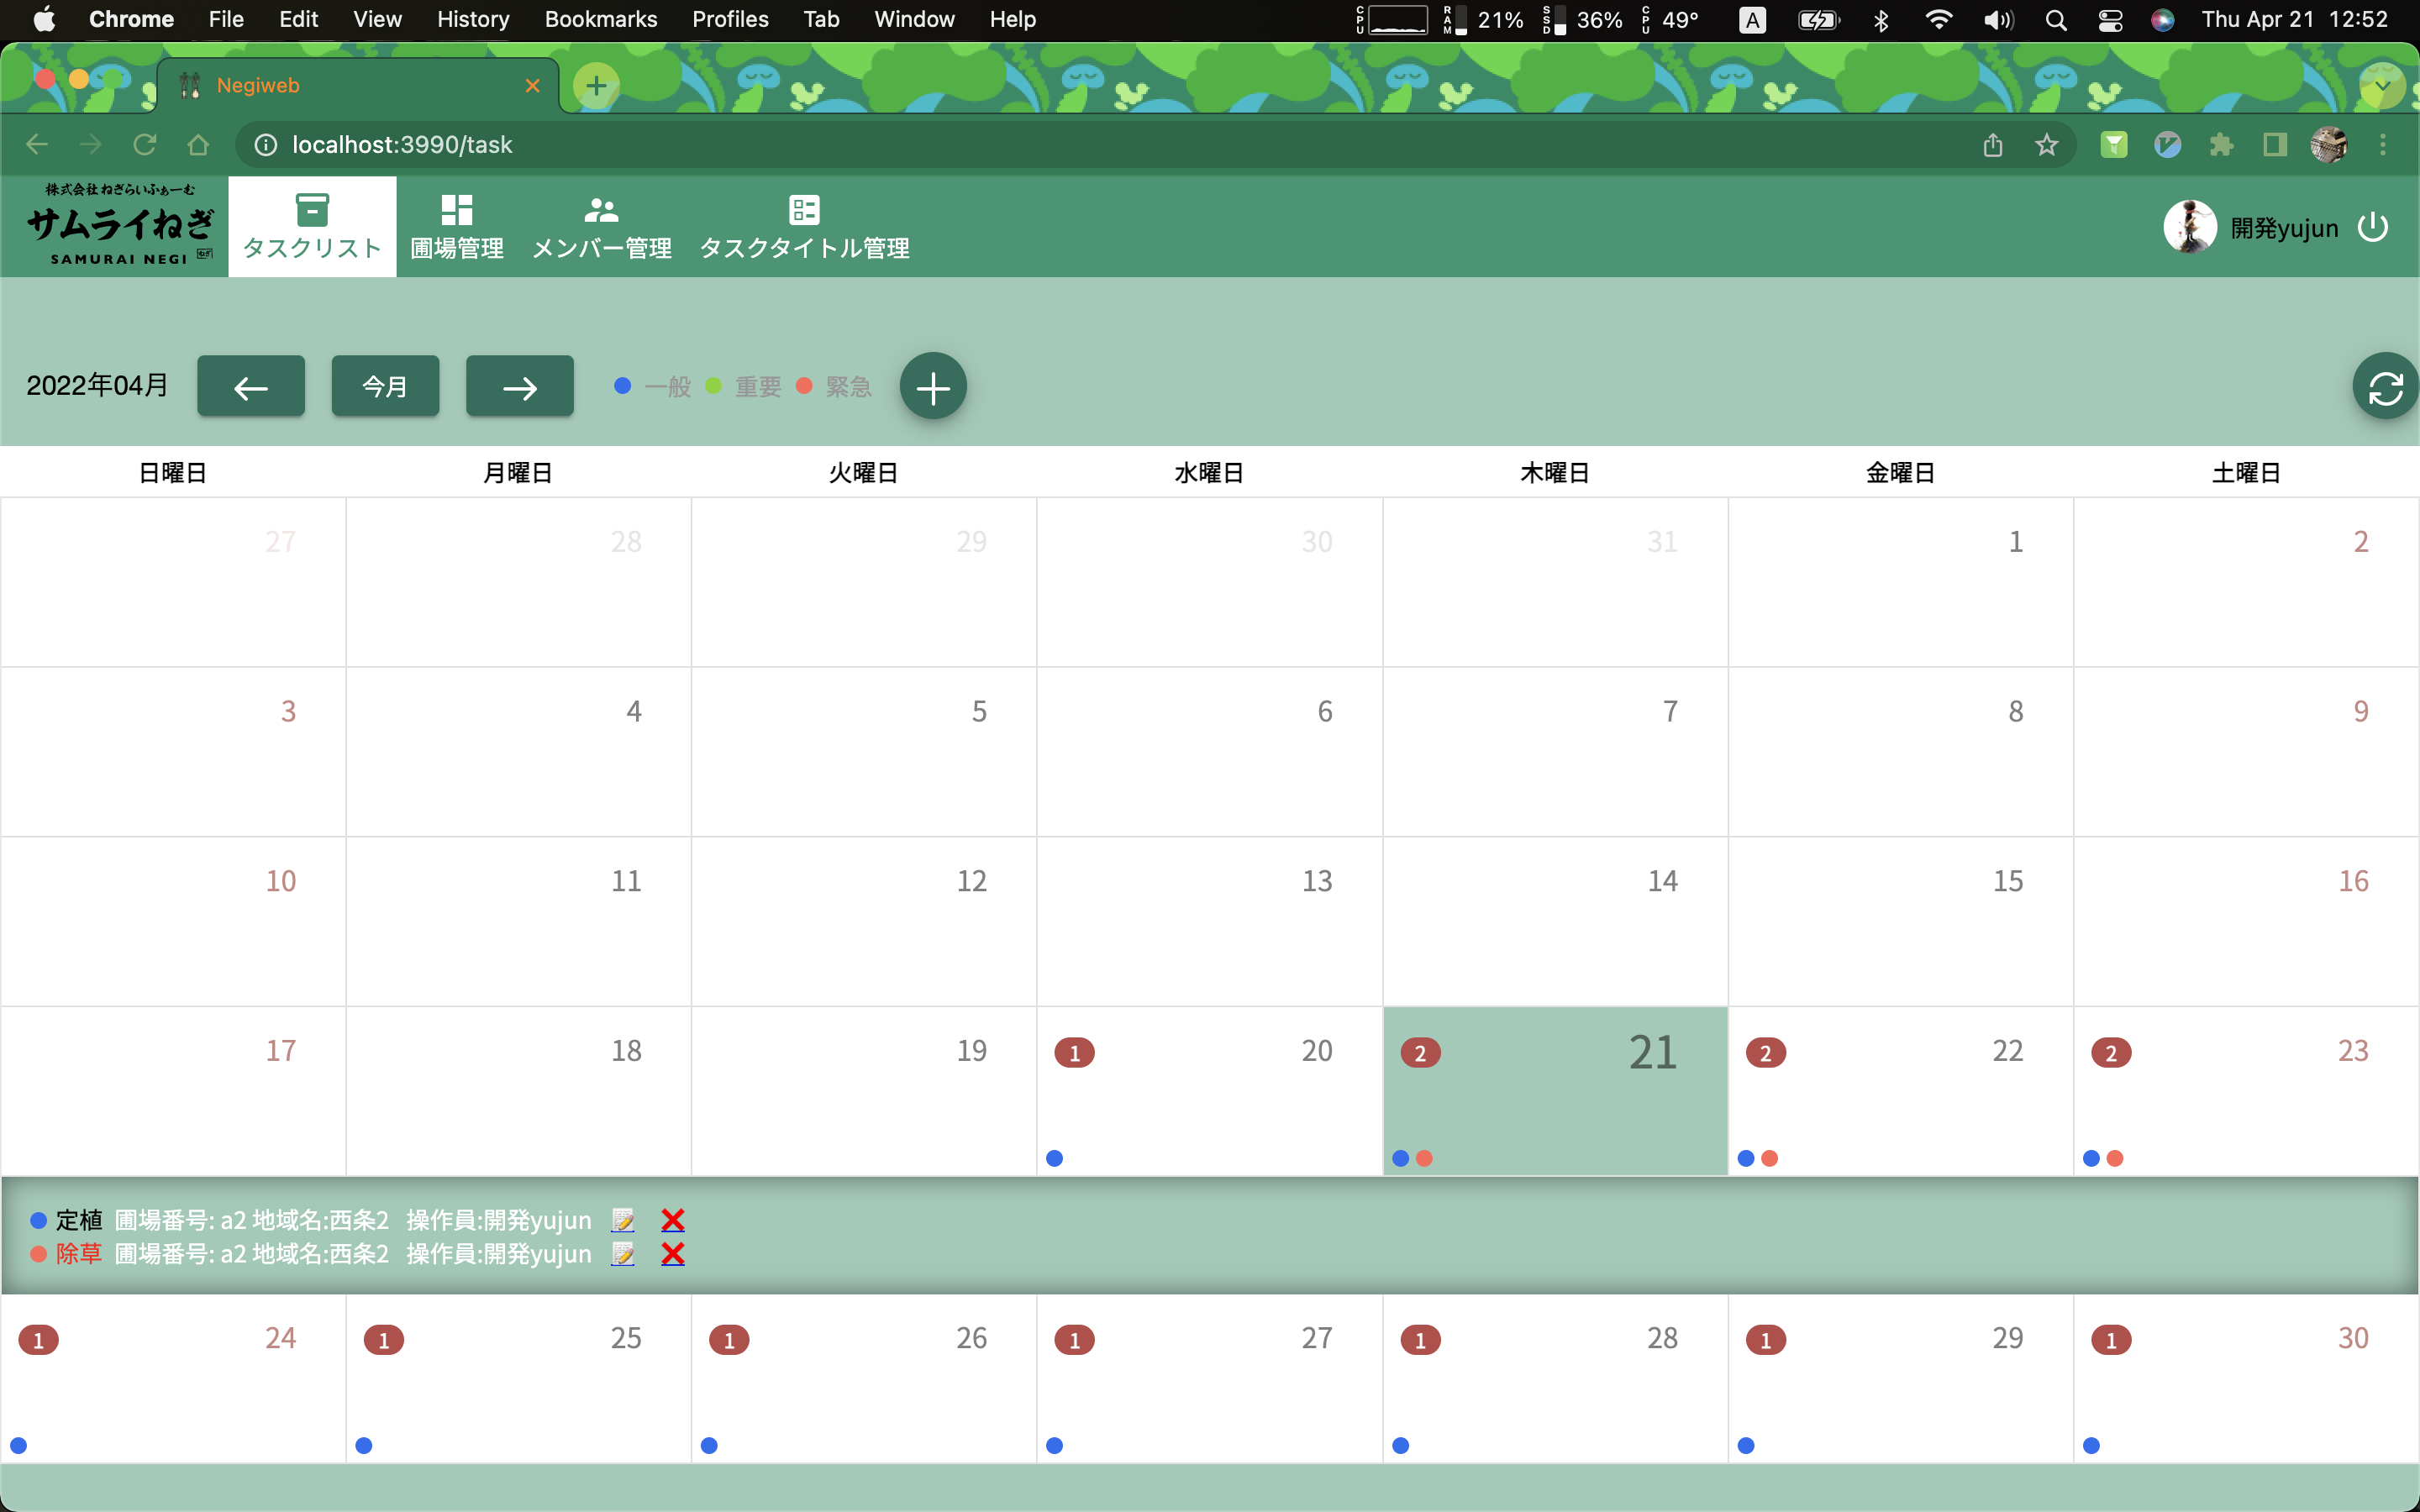 Chrome File Edit View History Bookmarks Profiles Tab Window Help CPU RAM 21% SSD 36% CPU 49° A Thu Apr 21 12:52
Negiweb
localhost:3990/task
株式会社ねぎらいふぁーむ
サムライねぎ
SAMURAI NEGI
タスクリスト 圃場管理 メンバー管理 タスクタイトル管理 開発yujun
2022年04月 今月 一般 重要 緊急
日曜日 月曜日 火曜日 水曜日 木曜日 金曜日 土曜日
27 28 29 30 31 1 2
3 4 5 6 7 8 9
10 11 12 13 14 15 16
17 18 19 1 20 2 21 2 22 2 23
定植 圃場番号: a2 地域名:西条2 操作員:開発yujun
除草 圃場番号: a2 地域名:西条2 操作員:開発yujun
1 24 1 25 1 26 1 27 1 28 1 29 1 30